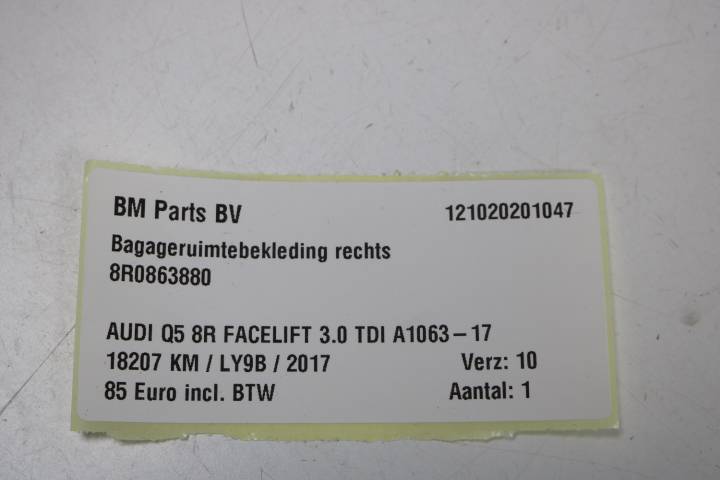 BM Parts BV 121020201047
Bagageruimtebekleding rechts
8R0863880
AUDI Q5 8R FACELIFT 3.0 TDI A1063-17
18207 KM / LY9B / 2017 Verz: 10
85 Euro incl. BTW Aantal: 1